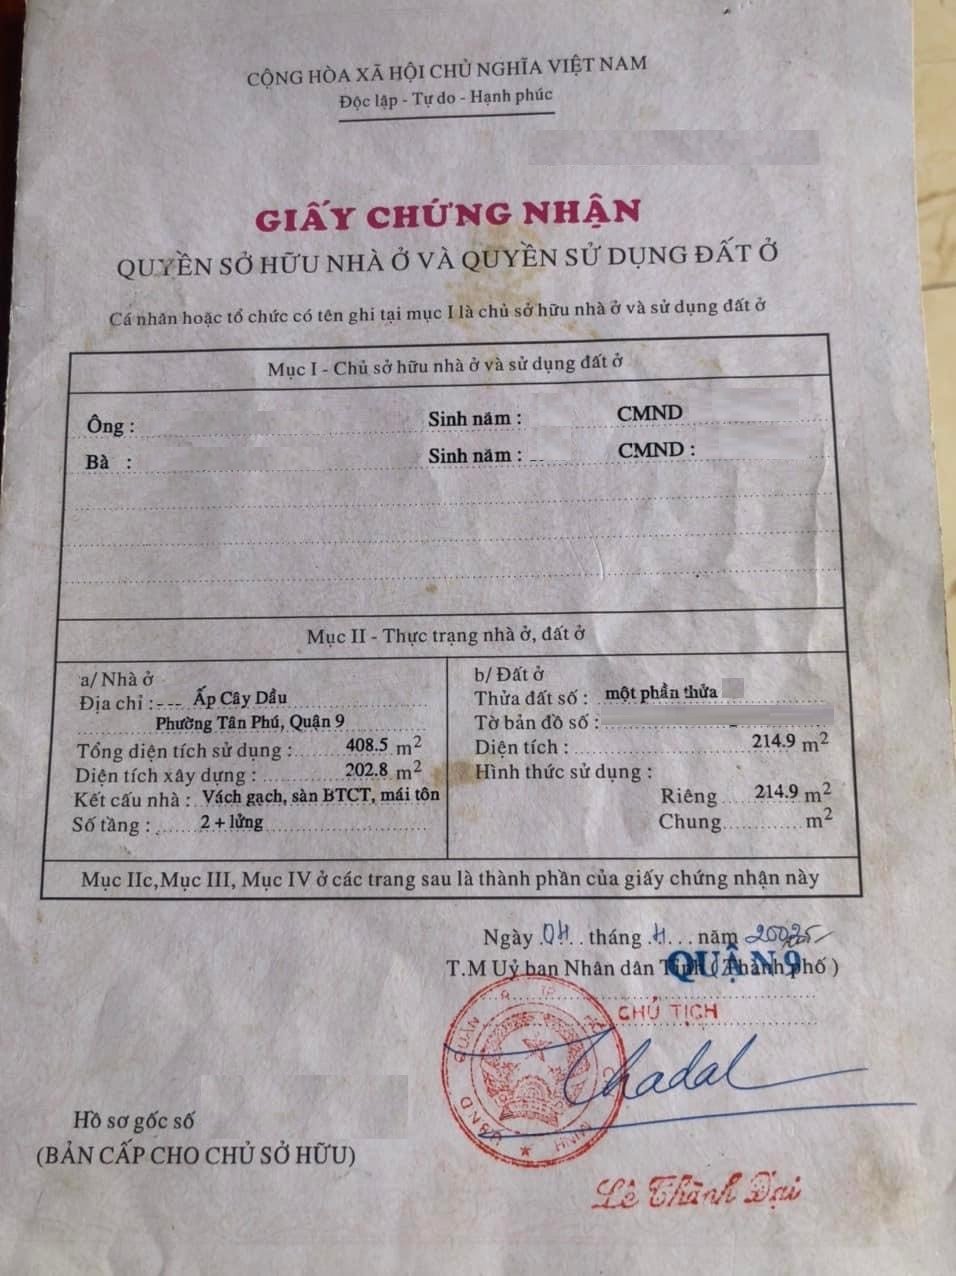 CỘNG HÒA XÃ HỘI CHỦ NGHĨA VIỆT NAM
Độc lập - Tự do - Hạnh phúc
GIẤY CHỨNG NHẬN
QUYỀN SỞ HỮU NHÀ Ở VÀ QUYỀN SỬ DỤNG ĐẤT Ở
Cá nhân hoặc tổ chức có tên ghi tại mục I là chủ sở hữu nhà ở và sử dụng đất ở
Mục I - Chủ sở hữu nhà ở và sử dụng đất ở
Ông : Sinh năm : CMND
Bà : Sinh năm : CMND :
Mục II - Thực trạng nhà ở, đất ở
a/ Nhà ở
Địa chỉ : --- Ấp Cây Dầu
Phường Tân Phú, Quận 9
Tổng diện tích sử dụng : 408.5 m²
Diện tích xây dựng : 202.8 m²
Kết cấu nhà : Vách gạch, sàn BTCT, mái tôn
Số tầng : 2 + lửng
b/ Đất ở
Thửa đất số : một phần thửa
Tờ bản đồ số :
Diện tích : 214.9 m²
Hình thức sử dụng :
Riêng 214.9 m²
Chung m²
Mục IIc, Mục III, Mục IV ở các trang sau là thành phần của giấy chứng nhận này
Ngày tháng năm
T.M Uỷ ban Nhân dân Tỉnh ( Thành phố )
QUẬN 9
CHỦ TỊCH
Lê Thành Đại
Hồ sơ gốc số
(BẢN CẤP CHO CHỦ SỞ HỮU)